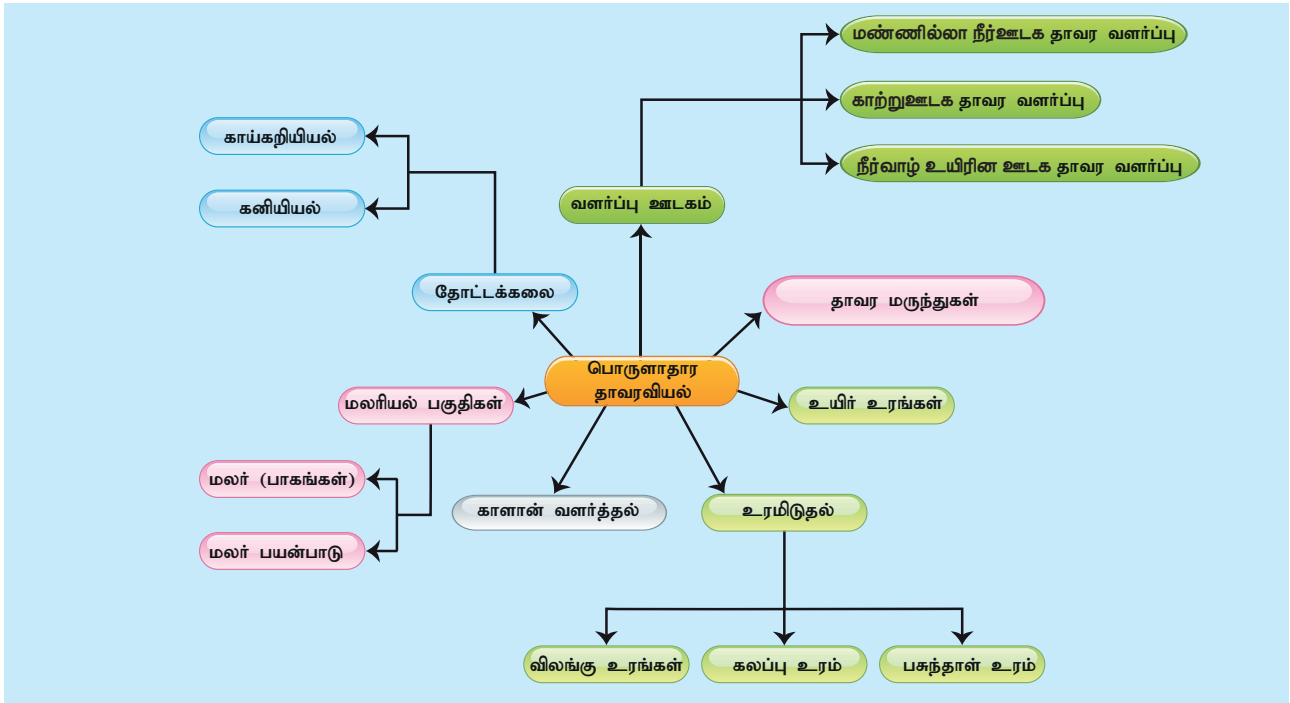 மண்ணில்லா நீர்ஊடக தாவர வளர்ப்பு
காற்றுஊடக தாவர வளர்ப்பு
நீர்வாழ் உயிரின ஊடக தாவர வளர்ப்பு
காய்கறியியல்
கனியியல்
வளர்ப்பு ஊடகம்
தோட்டக்கலை
தாவர மருந்துகள்
பொருளாதார
தாவரவியல்
மலரியல் பகுதிகள்
உயிர் உரங்கள்
மலர் (பாகங்கள்)
மலர் பயன்பாடு
காளான் வளர்த்தல்
உரமிடுதல்
விலங்கு உரங்கள்
கலப்பு உரம்
பசுந்தாள் உரம்